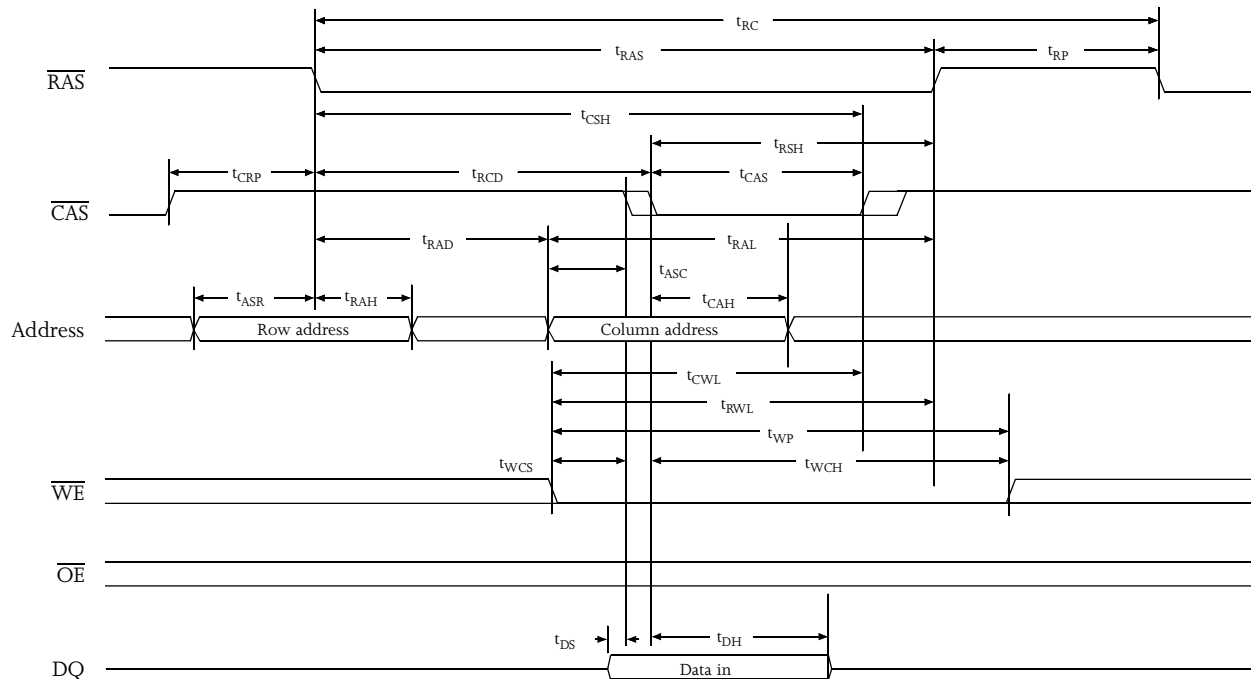 tRC
tRAS
tRP
RAS
tCSH
tRSH
tCRP
tRCD
tCAS
CAS
tRAD
tRAL
tASC
tASR
tRAH
tCAH
Address
Row address
Column address
tCWL
tRWL
tWP
tWCS
tWCH
WE
OE
tDS
tDH
DQ
Data in